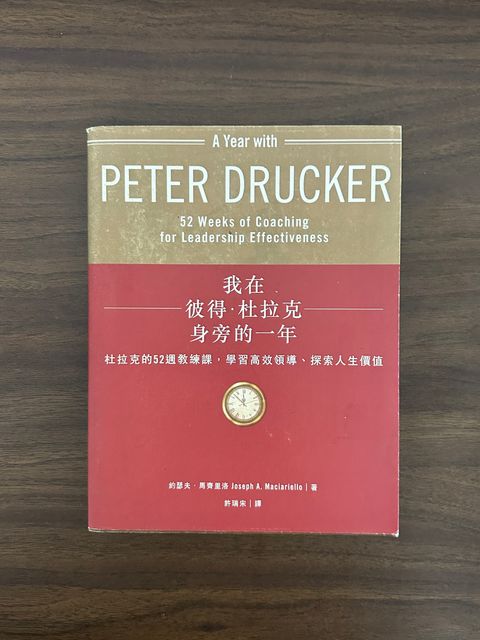 A Year with
PETER DRUCKER
52 Weeks of Coaching
for Leadership Effectiveness
我在
彼得·杜拉克
身旁的一年
杜拉克的52週教練課，學習高效領導、探索人生價值
約瑟夫·馬齊里洛 Joseph A. Maciariello｜著
許瑞宋｜譯